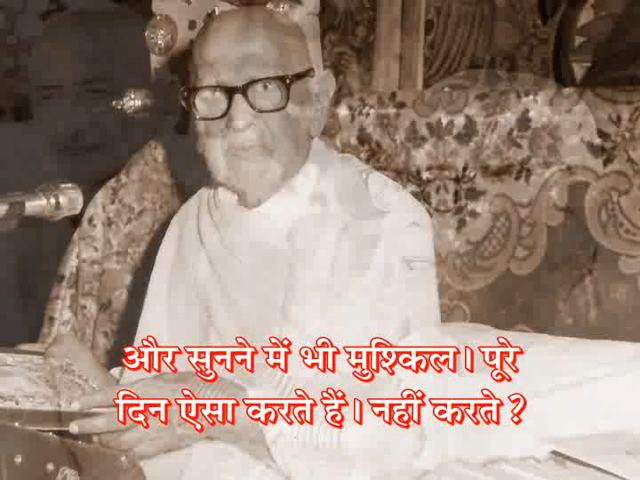 और सुनने में भी मुश्किल। पूरे
दिन ऐसा करते हैं। नहीं करते ?